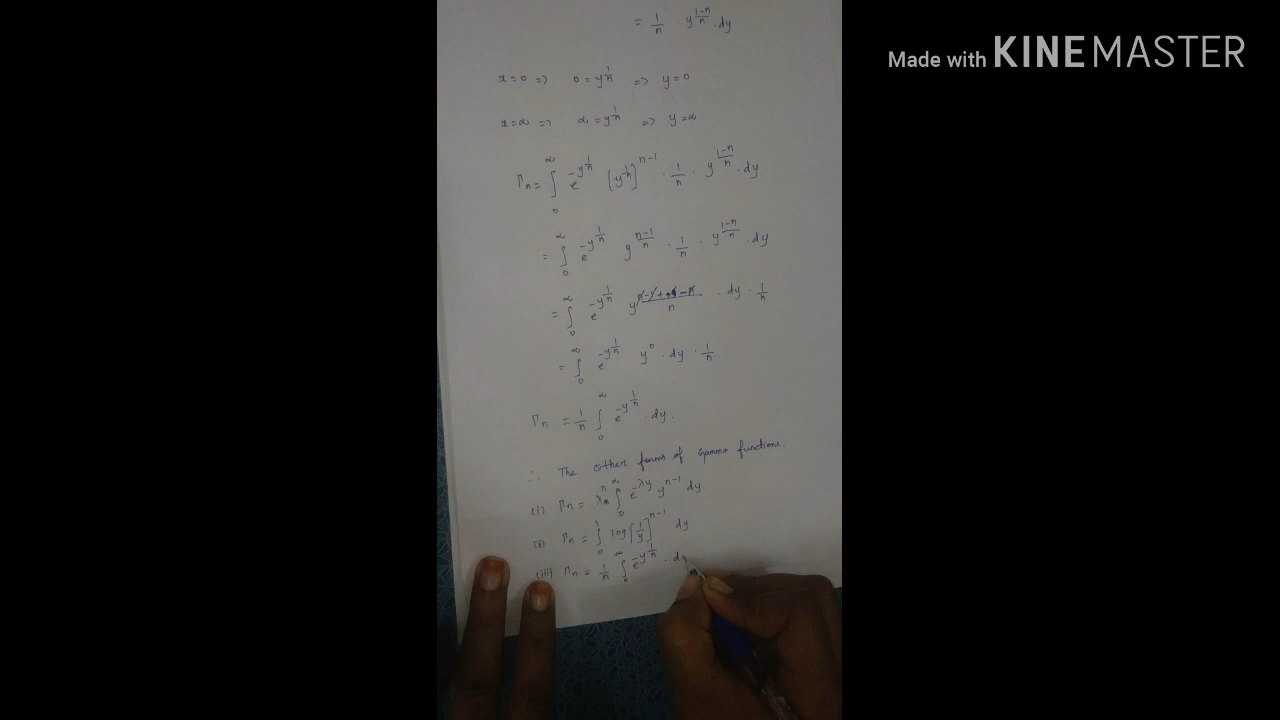 Made with KINEMASTER
= 1/n · y^((1-n)/n) · dy
x=0 => 0 = y^(1/n) => y=0
x=∞ => ∞ = y^(1/n) => y=∞
Γn = ∫₀^∞ e^(-y^(1/n)) [y^(1/n)]^(n-1) · 1/n · y^((1-n)/n) · dy
= ∫₀^∞ e^(-y^(1/n)) y^((n-1)/n) · 1/n · y^((1-n)/n) · dy
= ∫₀^∞ e^(-y^(1/n)) y^((n-1+1-n)/n) · dy · 1/n
= ∫₀^∞ e^(-y^(1/n)) y^0 · dy · 1/n
Γn = 1/n ∫₀^∞ e^(-y^(1/n)) · dy.
∴ The other forms of Gamma functions.
(i) Γn = λ^n ∫₀^∞ e^(-λy) y^(n-1) dy
(ii) Γn = ∫₀^1 log[1/y]^(n-1) dy
(iii) Γn = 1/n ∫₀^∞ e^(-y^(1/n)) · dy